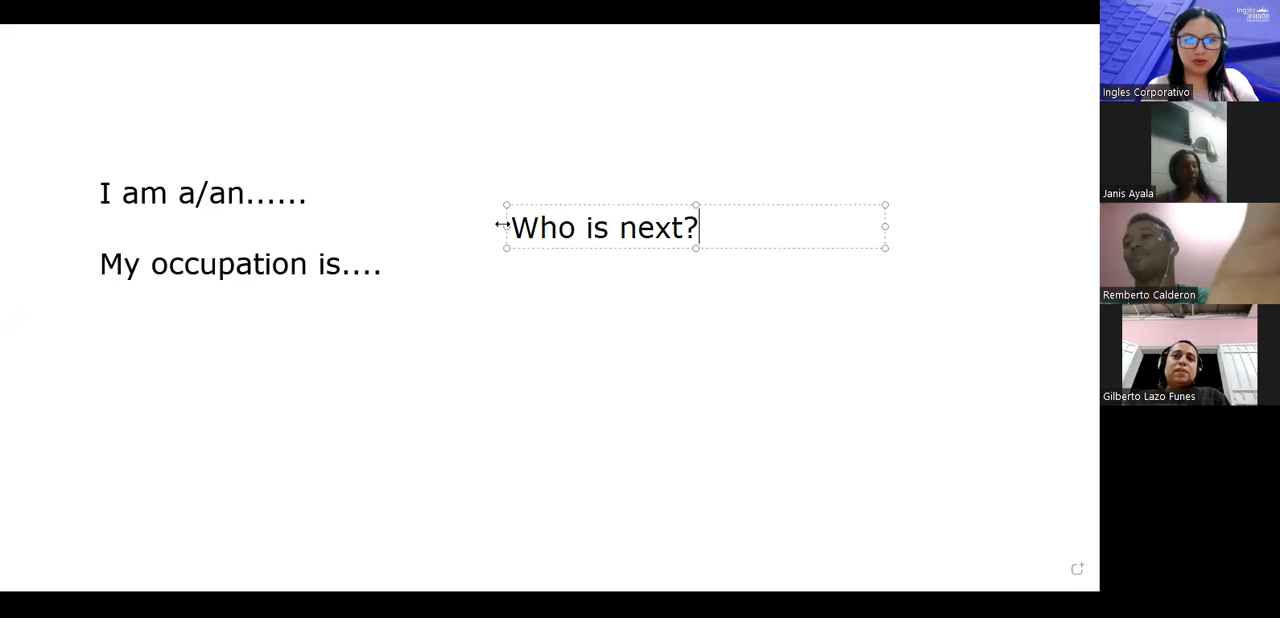 I am a/an......
Who is next?
My occupation is....
Ingles Corporativo
Janis Ayala
Remberto Calderon
Gilberto Lazo Funes